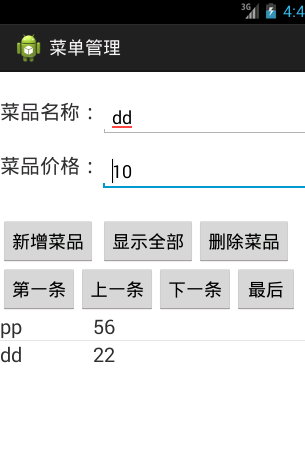 3G 4:4
菜单管理
菜品名称： dd
菜品价格： 10
新增菜品 显示全部 删除菜品
第一条 上一条 下一条 最后
pp 56
dd 22